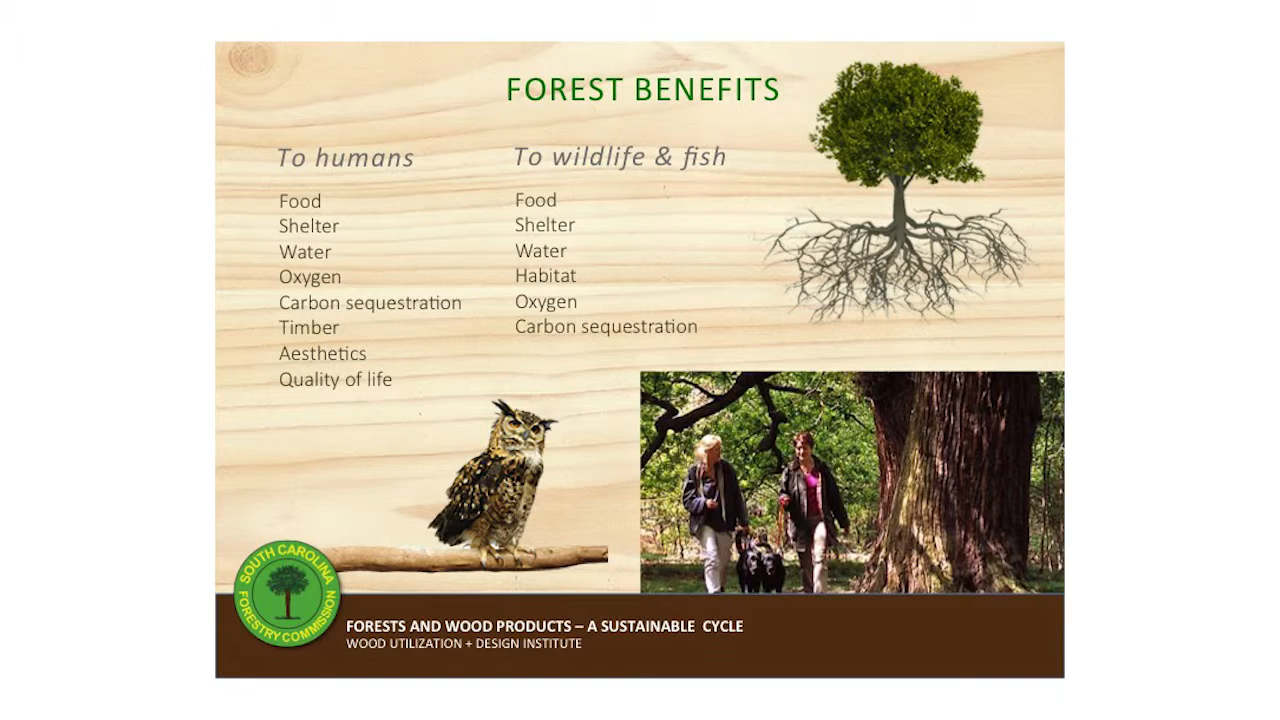 FOREST BENEFITS
To humans
Food
Shelter
Water
Oxygen
Carbon sequestration
Timber
Aesthetics
Quality of life
To wildlife & fish
Food
Shelter
Water
Habitat
Oxygen
Carbon sequestration
SOUTH CAROLINA
FORESTRY COMMISSION
FORESTS AND WOOD PRODUCTS – A SUSTAINABLE CYCLE
WOOD UTILIZATION + DESIGN INSTITUTE